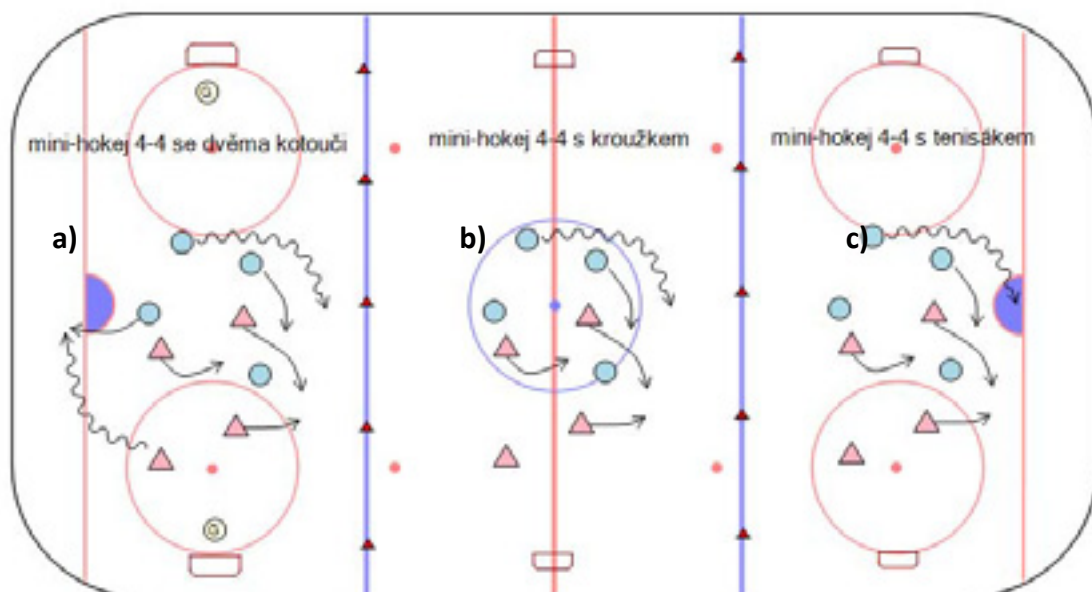 mini-hokej 4-4 se dvěma kotouči
mini-hokej 4-4 s kroužkem
mini-hokej 4-4 s tenisákem
a)
b)
c)
G
G